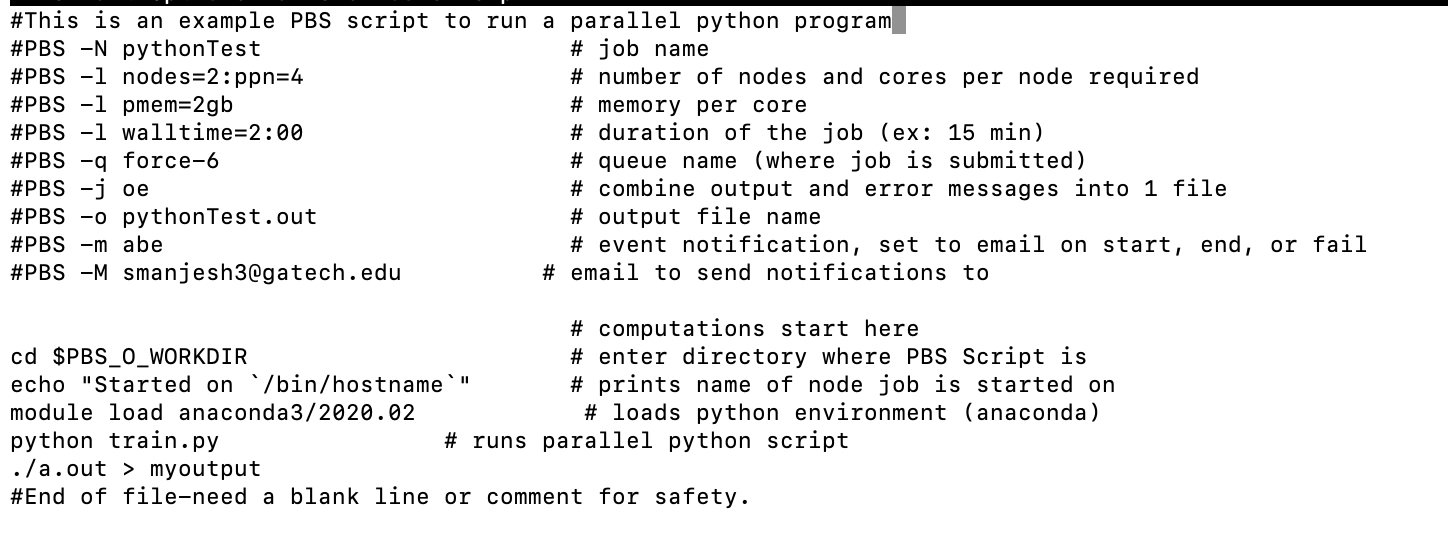 #This is an example PBS script to run a parallel python program
#PBS -N pythonTest                      # job name
#PBS -l nodes=2:ppn=4                   # number of nodes and cores per node required
#PBS -l pmem=2gb                        # memory per core
#PBS -l walltime=2:00                   # duration of the job (ex: 15 min)
#PBS -q force-6                         # queue name (where job is submitted)
#PBS -j oe                              # combine output and error messages into 1 file
#PBS -o pythonTest.out                  # output file name
#PBS -m abe                             # event notification, set to email on start, end, or fail
#PBS -M smanjesh3@gatech.edu          # email to send notifications to
                                        # computations start here
cd $PBS_O_WORKDIR                       # enter directory where PBS Script is
echo "Started on `/bin/hostname`"       # prints name of node job is started on
module load anaconda3/2020.02            # loads python environment (anaconda)
python train.py                # runs parallel python script
./a.out > myoutput
#End of file-need a blank line or comment for safety.